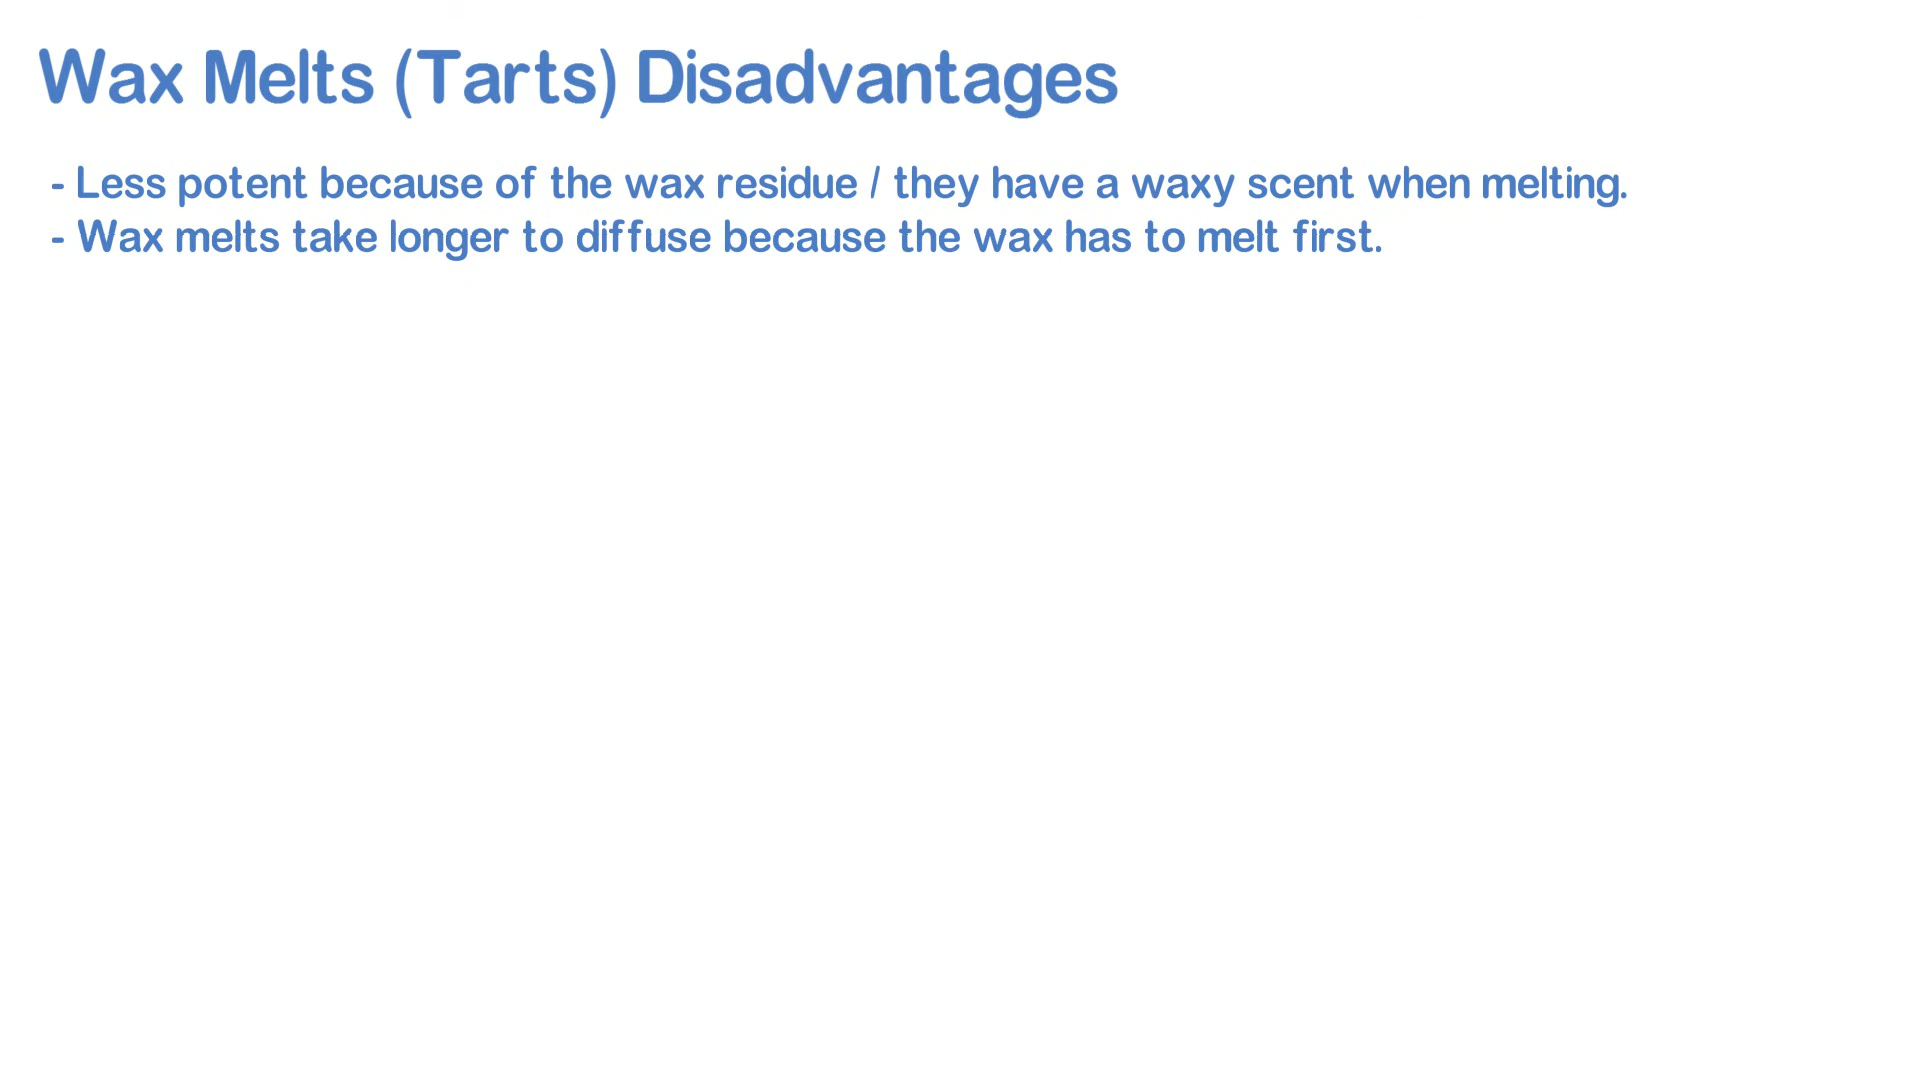 Wax Melts (Tarts) Disadvantages
- Less potent because of the wax residue / they have a waxy scent when melting.
- Wax melts take longer to diffuse because the wax has to melt first.